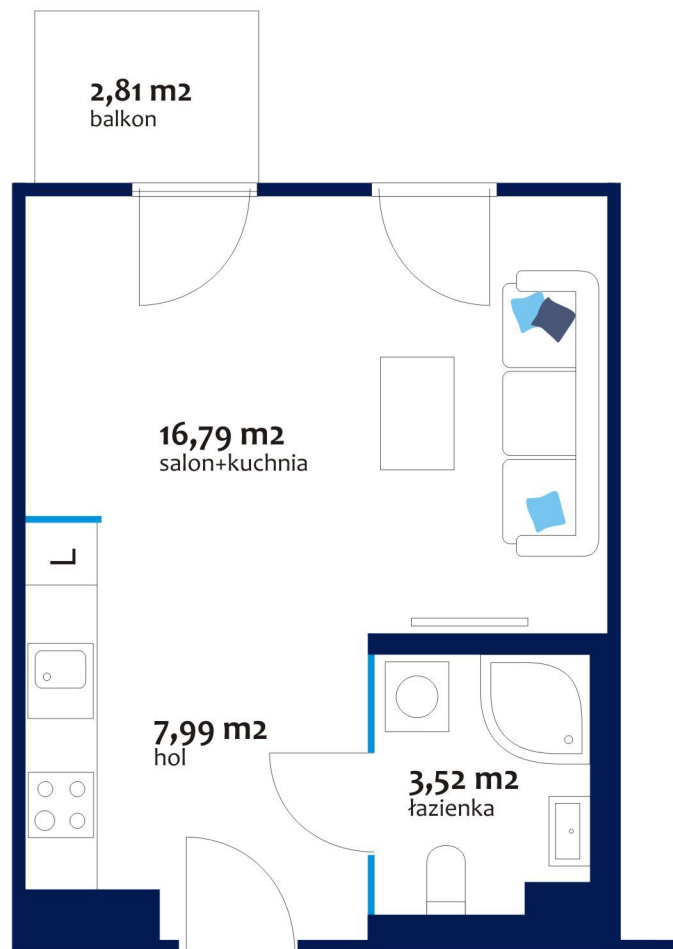 2,81 m2
balkon
16,79 m2
salon+kuchnia
L
7,99 m2
hol
3,52 m2
łazienka